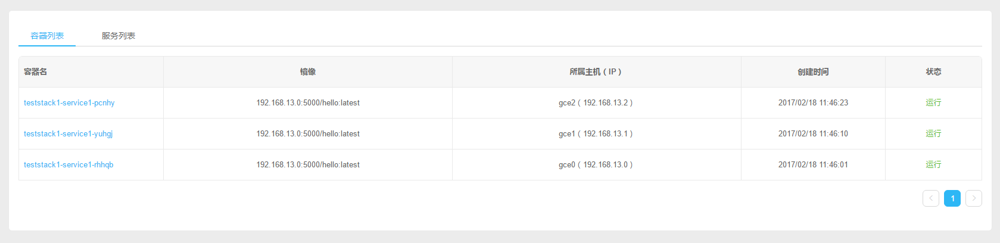 容器列表 服务列表
容器名 镜像 所属主机（IP） 创建时间 状态
teststack1-service1-pcnhy 192.168.13.0:5000/hello:latest gce2（192.168.13.2） 2017/02/18 11:46:23 运行
teststack1-service1-yuhgj 192.168.13.0:5000/hello:latest gce1（192.168.13.1） 2017/02/18 11:46:10 运行
teststack1-service1-rhhqb 192.168.13.0:5000/hello:latest gce0（192.168.13.0） 2017/02/18 11:46:01 运行
1